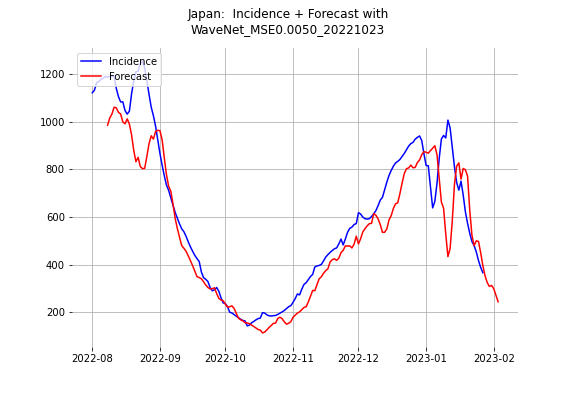 Japan:  Incidence + Forecast with
WaveNet_MSE0.0050_20221023
Incidence
Forecast
1200
1000
800
600
400
200
2022-08 2022-09 2022-10 2022-11 2022-12 2023-01 2023-02